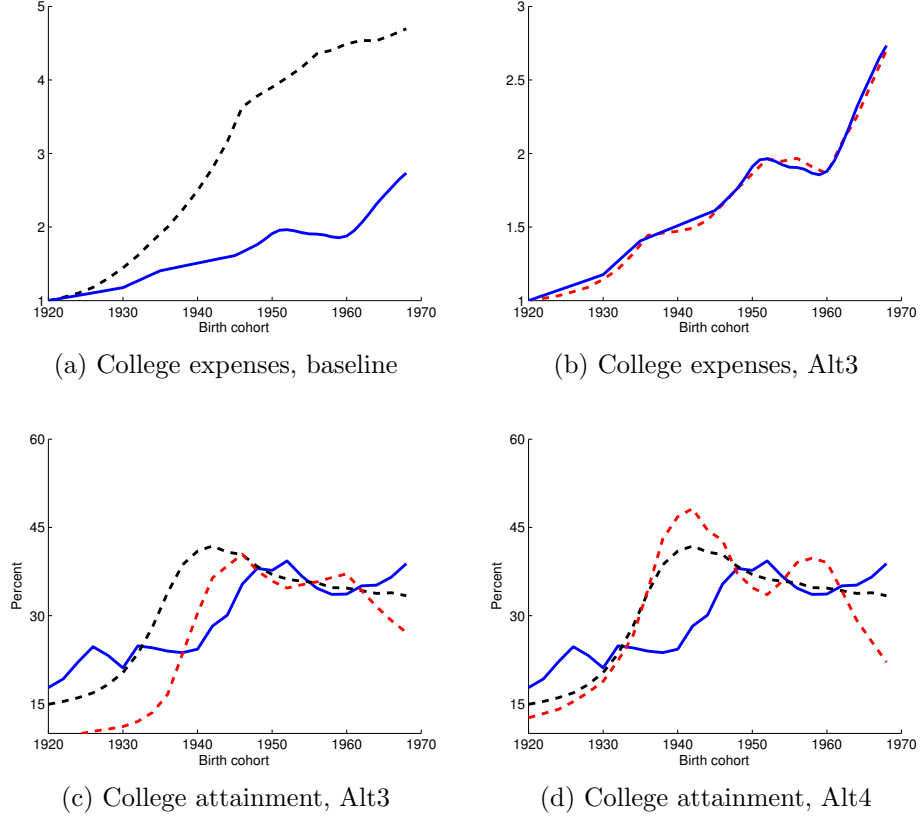 5
4
3
2
1
1920 1930 1940 1950 1960 1970
Birth cohort
(a) College expenses, baseline
3
2.5
2
1.5
1
1920 1930 1940 1950 1960 1970
Birth cohort
(b) College expenses, Alt3
60
45
30
15
Percent
1920 1930 1940 1950 1960 1970
Birth cohort
(c) College attainment, Alt3
60
45
30
15
Percent
1920 1930 1940 1950 1960 1970
Birth cohort
(d) College attainment, Alt4